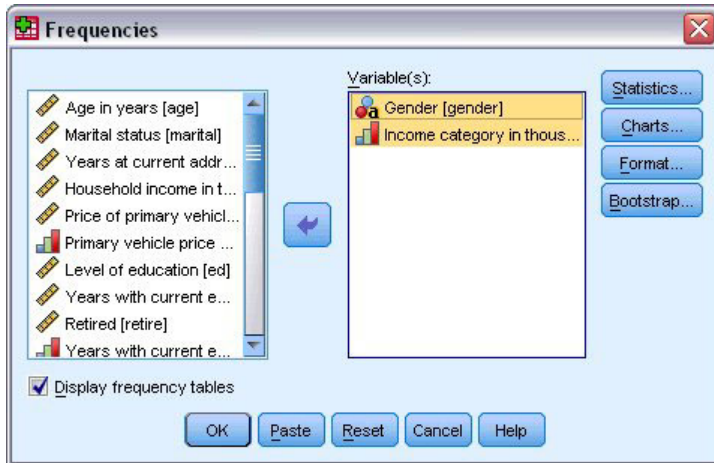 Frequencies
Variable(s):
Age in years [age]
Marital status [marital]
Years at current addr...
Household income in t...
Price of primary vehicl...
Primary vehicle price ...
Level of education [ed]
Years with current e...
Retired [retire]
Years with current e...
Gender [gender]
Income category in thous...
Statistics...
Charts...
Format...
Bootstrap...
Display frequency tables
OK
Paste
Reset
Cancel
Help